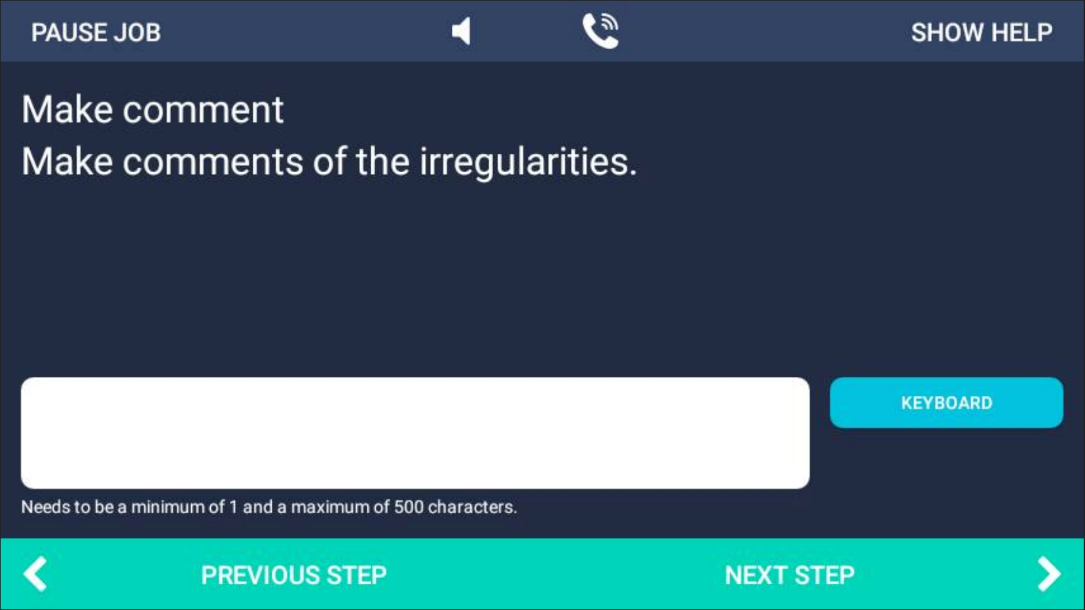 PAUSE JOB
SHOW HELP
Make comment
Make comments of the irregularities.
KEYBOARD
Needs to be a minimum of 1 and a maximum of 500 characters.
PREVIOUS STEP
NEXT STEP